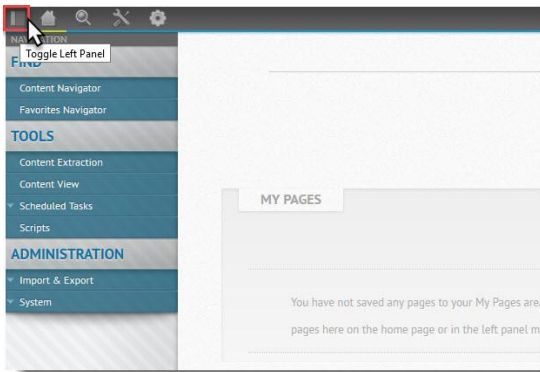 NAVIGATION
Toggle Left Panel
FIND
Content Navigator
Favorites Navigator
TOOLS
Content Extraction
Content View
Scheduled Tasks
Scripts
ADMINISTRATION
Import & Export
System
MY PAGES
You have not saved any pages to your My Pages are
pages here on the home page or in the left panel m